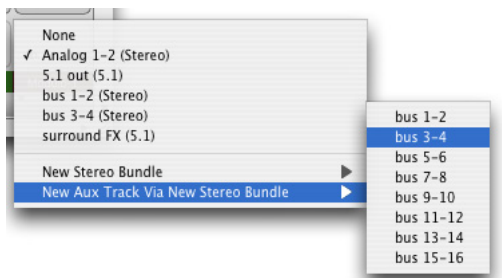 None
✓ Analog 1-2 (Stereo)
5.1 out (5.1)
bus 1-2 (Stereo)
bus 3-4 (Stereo)
surround FX (5.1)
New Stereo Bundle
New Aux Track Via New Stereo Bundle
bus 1-2
bus 3-4
bus 5-6
bus 7-8
bus 9-10
bus 11-12
bus 13-14
bus 15-16